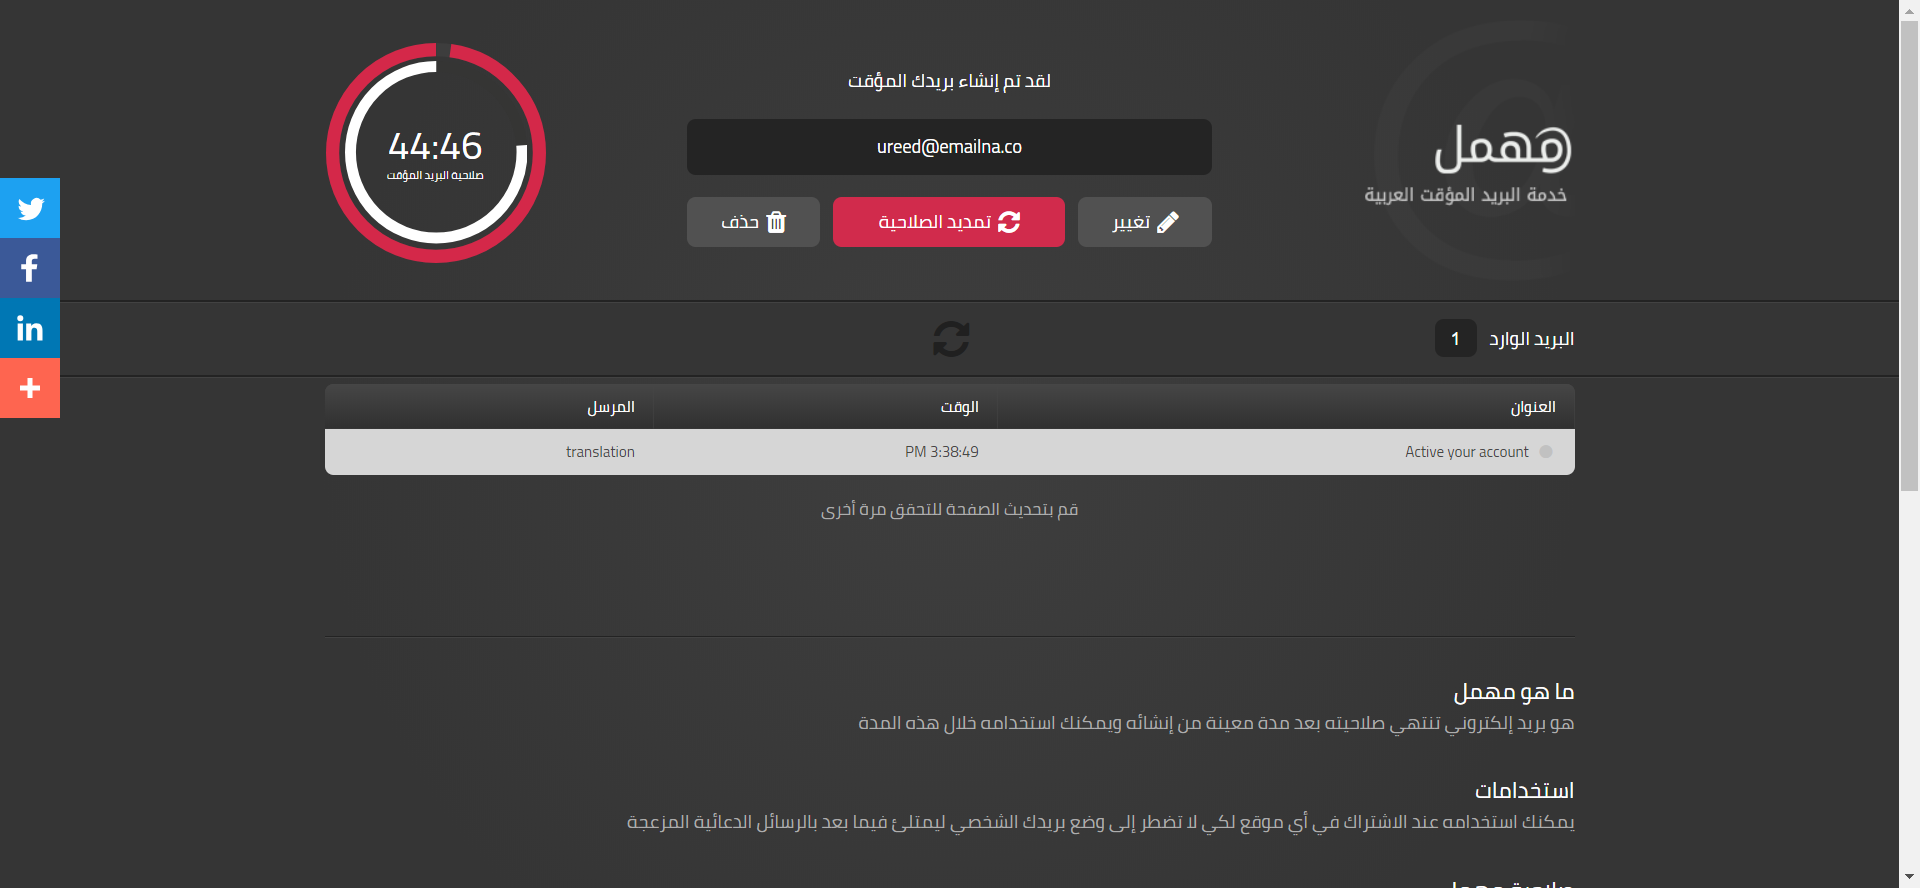 مهمل
خدمة البريد المؤقت العربية
لقد تم إنشاء بريدك المؤقت
ureed@emailna.co
تغيير
تمديد الصلاحية
حذف
44:46
صلاحية البريد المؤقت
البريد الوارد 1
العنوان الوقت المرسل
Active your account 3:38:49 PM translation
قم بتحديث الصفحة للتحقق مرة أخرى
ما هو مهمل
هو بريد إلكتروني تنتهي صلاحيته بعد مدة معينة من إنشائه ويمكنك استخدامه خلال هذه المدة
استخدامات
يمكنك استخدامه عند الاشتراك في أي موقع لكي لا تضطر إلى وضع بريدك الشخصي ليمتلئ فيما بعد بالرسائل الدعائية المزعجة